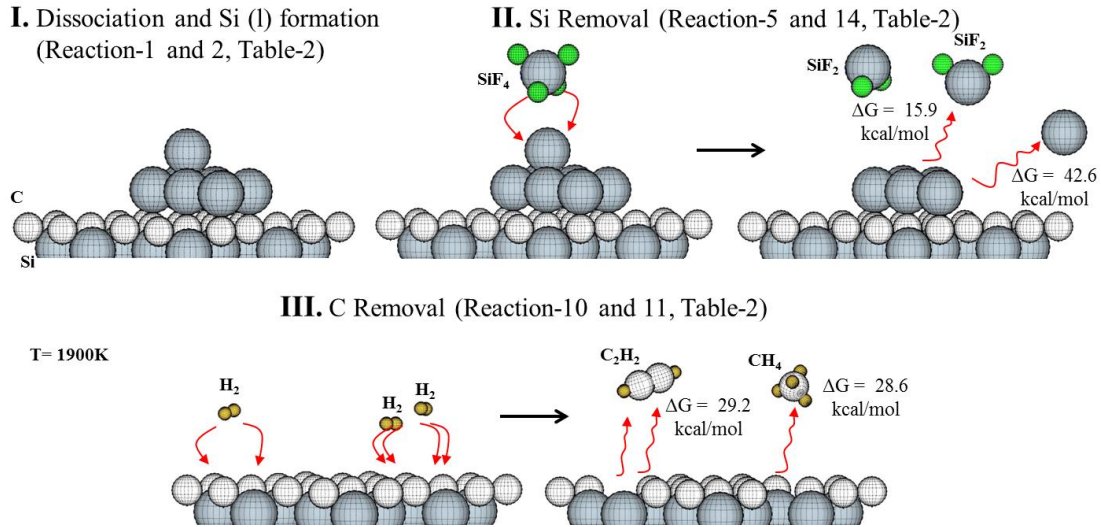 I. Dissociation and Si (l) formation
(Reaction-1 and 2, Table-2)
II. Si Removal (Reaction-5 and 14, Table-2)
SiF4
SiF2
SiF2
ΔG = 15.9
kcal/mol
ΔG = 42.6
kcal/mol
C
Si
III. C Removal (Reaction-10 and 11, Table-2)
T= 1900K
H2
H2
H2
C2H2
CH4
ΔG = 29.2
kcal/mol
ΔG = 28.6
kcal/mol